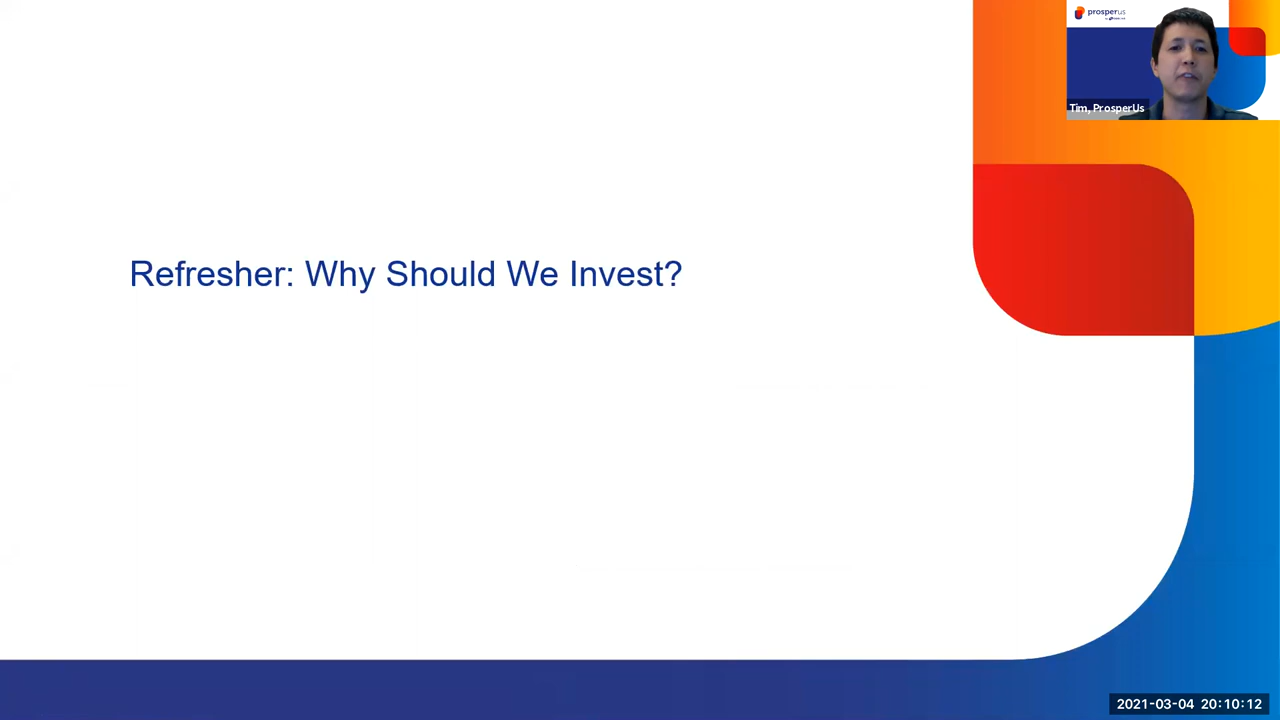 prosperus
Tim, ProsperUs
Refresher: Why Should We Invest?
2021-03-04 20:10:12